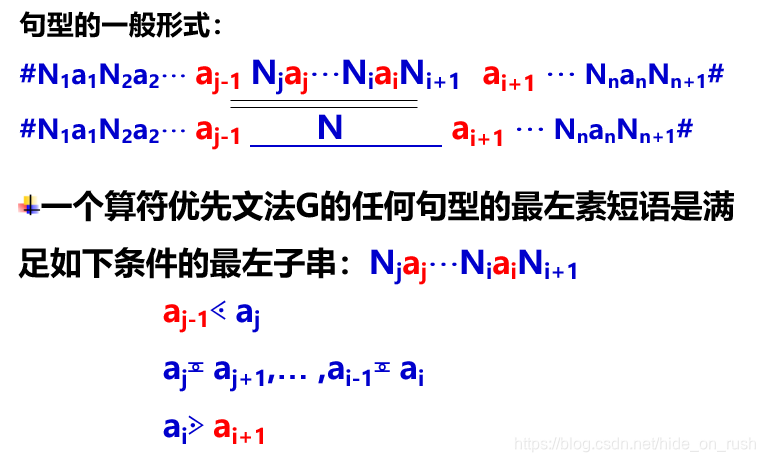 句型的一般形式：
#N₁a₁N₂a₂… aⱼ₋₁ Nⱼaⱼ…NᵢaᵢNᵢ₊₁ aᵢ₊₁ … NₙaₙNₙ₊₁#
#N₁a₁N₂a₂… aⱼ₋₁ N aᵢ₊₁ … NₙaₙNₙ₊₁#
一个算符优先文法G的任何句型的最左素短语是满
足如下条件的最左子串：Nⱼaⱼ…NᵢaᵢNᵢ₊₁
aⱼ₋₁⋖ aⱼ
aⱼ≖ aⱼ₊₁,… ,aᵢ₋₁≖ aᵢ
aᵢ⋗ aᵢ₊₁
https://blog.csdn.net/hide_on_rush